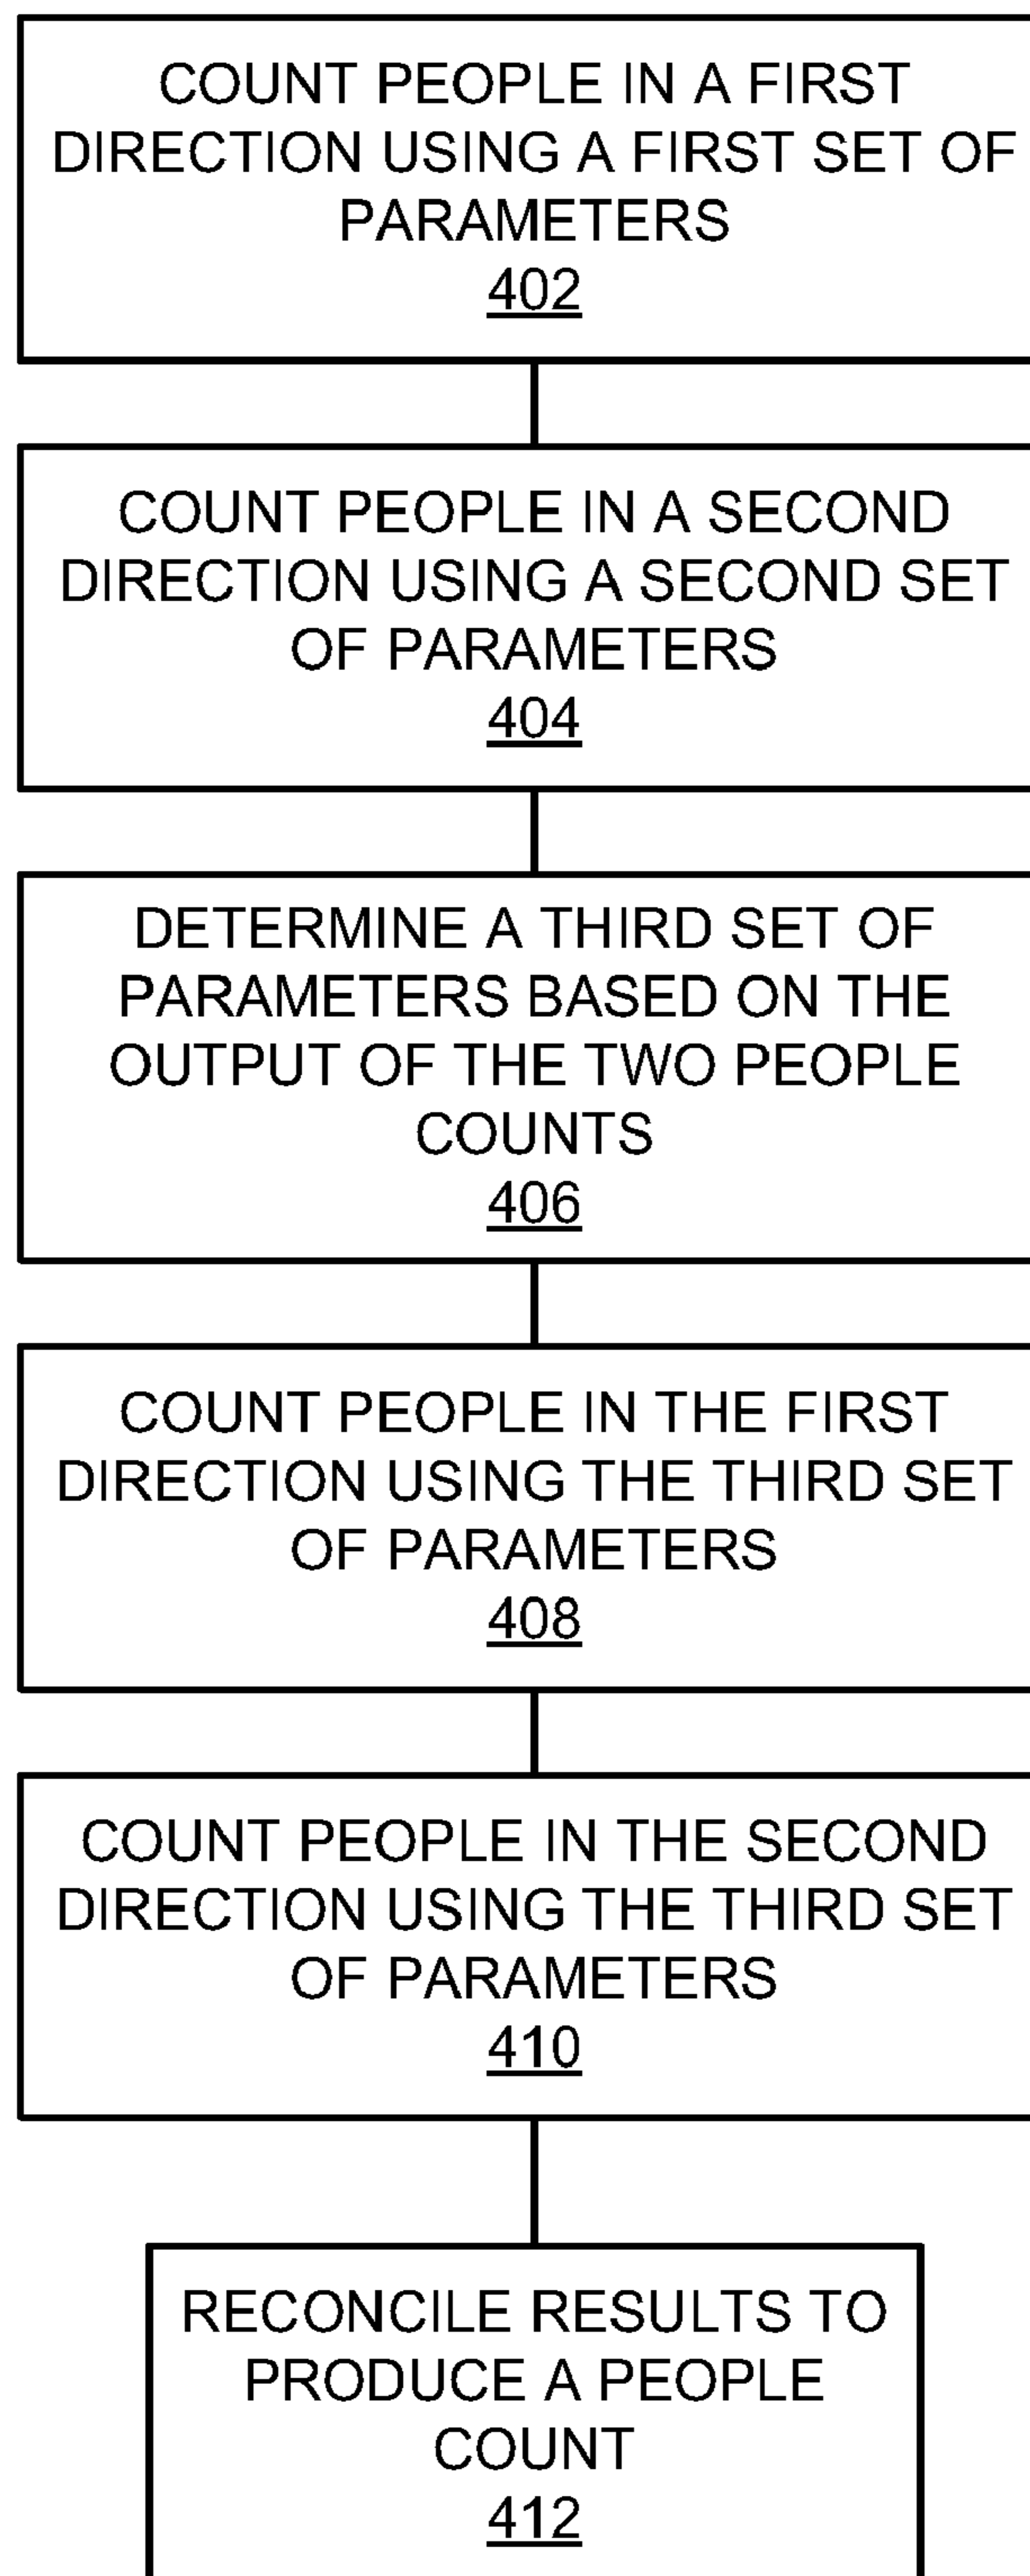 COUNT PEOPLE IN A FIRST
DIRECTION USING A FIRST SET OF
PARAMETERS
402
COUNT PEOPLE IN A SECOND
DIRECTION USING A SECOND SET
OF PARAMETERS
404
DETERMINE A THIRD SET OF
PARAMETERS BASED ON THE
OUTPUT OF THE TWO PEOPLE
COUNTS
406
COUNT PEOPLE IN THE FIRST
DIRECTION USING THE THIRD SET
OF PARAMETERS
408
COUNT PEOPLE IN THE SECOND
DIRECTION USING THE THIRD SET
OF PARAMETERS
410
RECONCILE RESULTS TO
PRODUCE A PEOPLE
COUNT
412